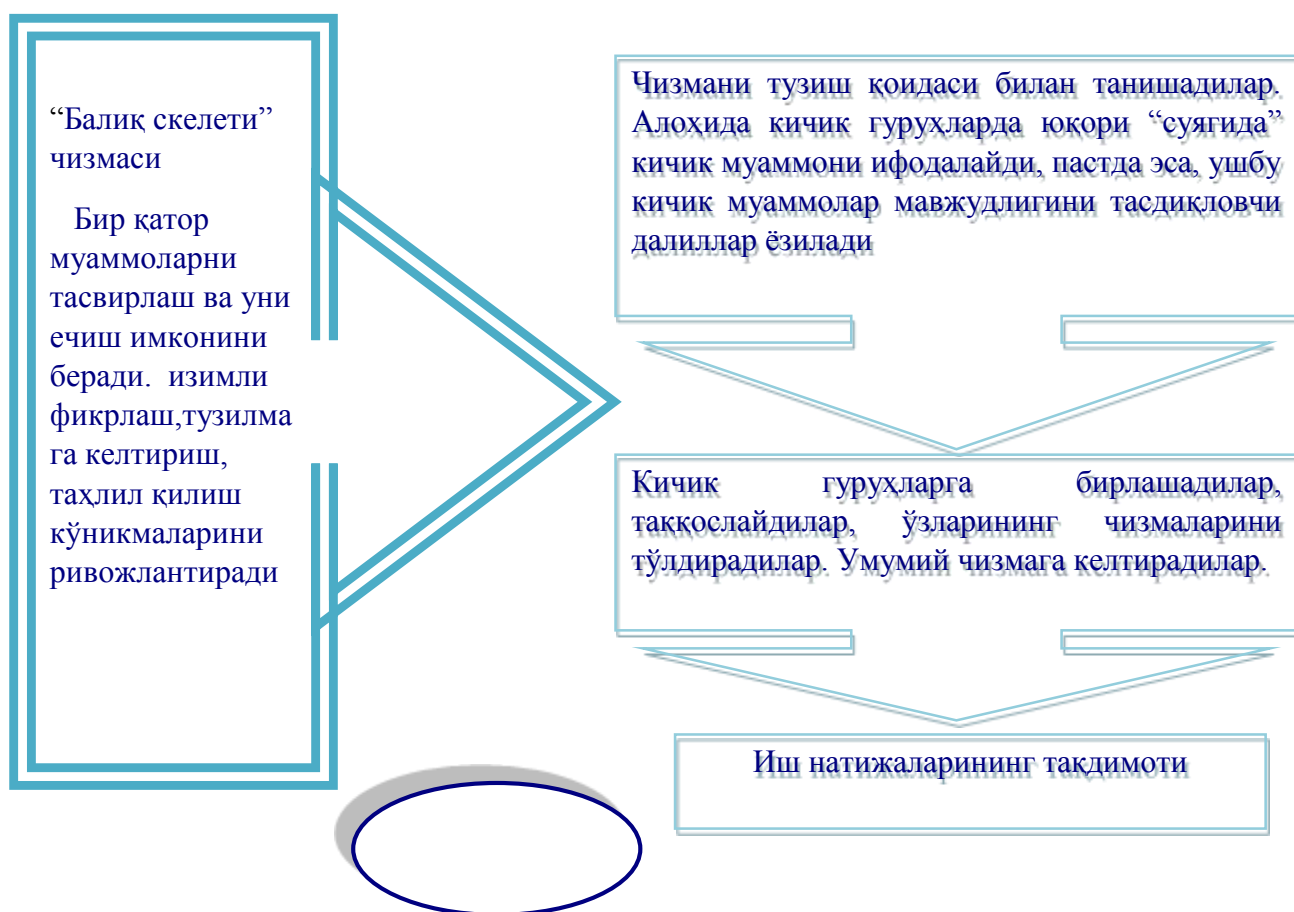 “Балиқ скелети”
чизмаси
Бир қатор
муаммоларни
тасвирлаш ва уни
ечиш имконини
беради. изимли
фикрлаш,тузилма
га келтириш,
таҳлил қилиш
кўникмаларини
ривожлантиради
Чизмани тузиш қоидаси билан танишадилар.
Алоҳида кичик гуруҳларда юқори “суягида”
кичик муаммони ифодалайди, пастда эса, ушбу
кичик муаммолар мавжудлигини тасдиқловчи
далиллар ёзилади
Кичик гуруҳларга бирлашадилар,
таққослайдилар, ўзларининг чизмаларини
тўлдирадилар. Умумий чизмага келтирадилар.
Иш натижаларининг тақдимоти